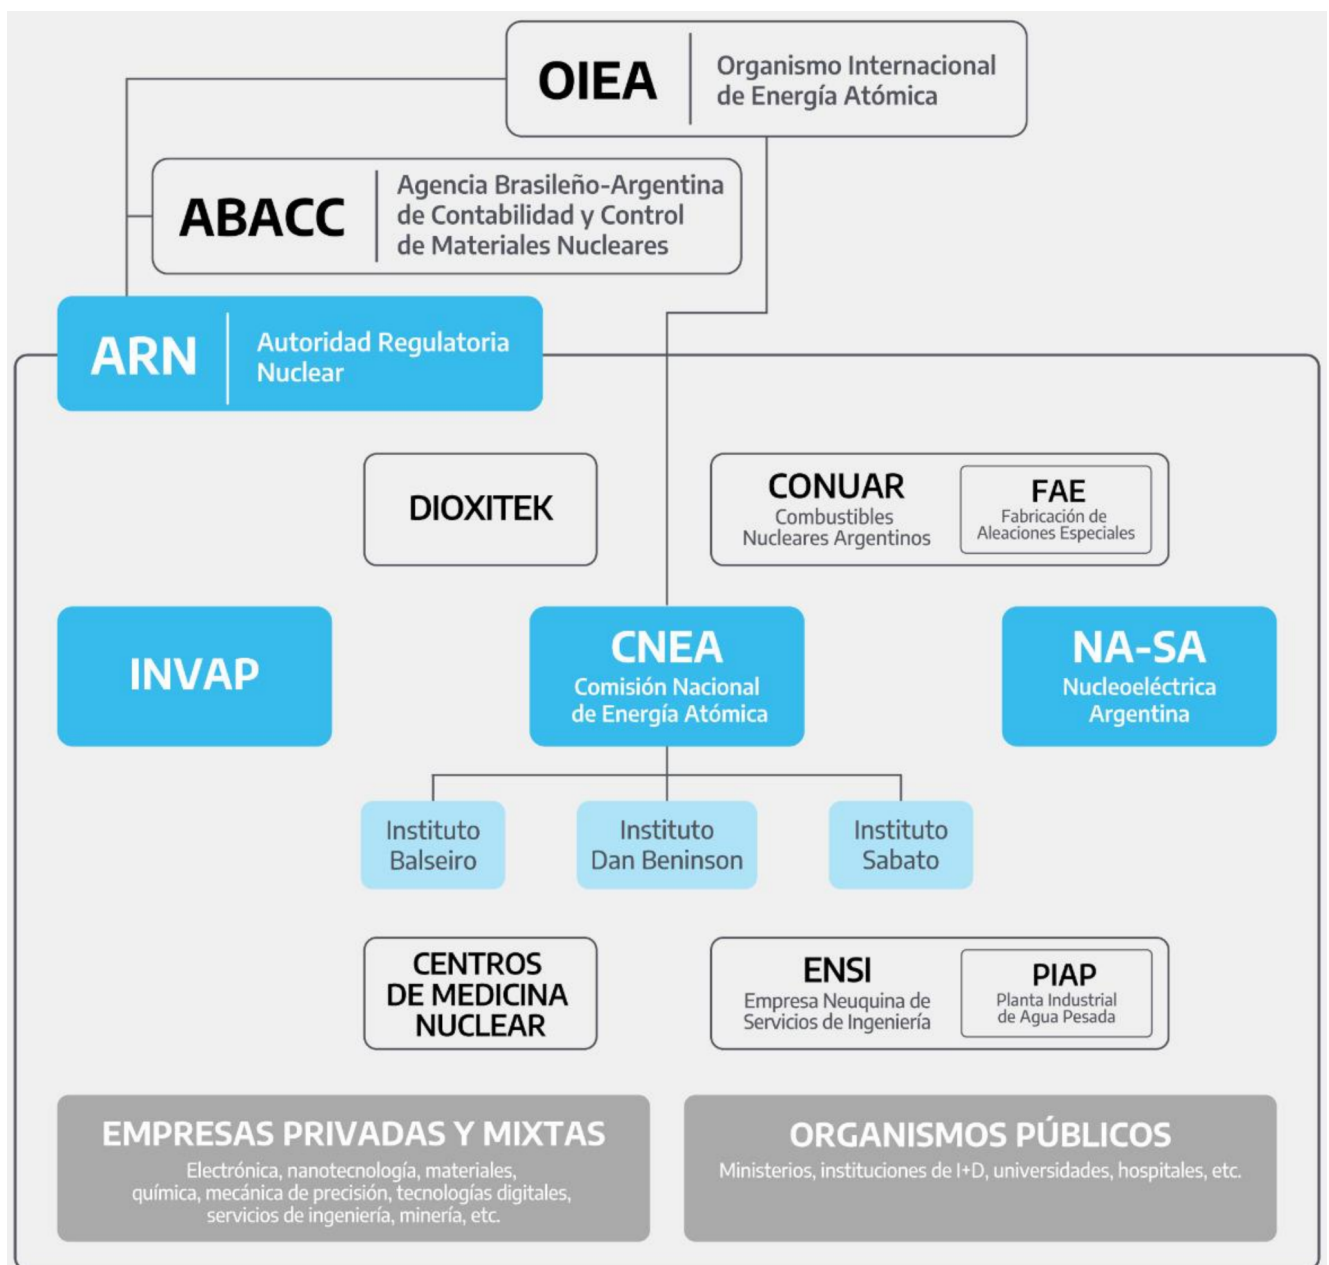 OIEA
Organismo Internacional
de Energía Atómica
ABACC
Agencia Brasileño-Argentina
de Contabilidad y Control
de Materiales Nucleares
ARN
Autoridad Regulatoria
Nuclear
DIOXITEK
CONUAR
Combustibles
Nucleares Argentinos
FAE
Fabricación de
Aleaciones Especiales
INVAP
CNEA
Comisión Nacional
de Energía Atómica
NA-SA
Nucleoeléctrica
Argentina
Instituto
Balseiro
Instituto
Dan Beninson
Instituto
Sabato
CENTROS
DE MEDICINA
NUCLEAR
ENSI
Empresa Neuquina de
Servicios de Ingeniería
PIAP
Planta Industrial
de Agua Pesada
EMPRESAS PRIVADAS Y MIXTAS
Electrónica, nanotecnología, materiales,
química, mecánica de precisión, tecnologías digitales,
servicios de ingeniería, minería, etc.
ORGANISMOS PÚBLICOS
Ministerios, instituciones de I+D, universidades, hospitales, etc.